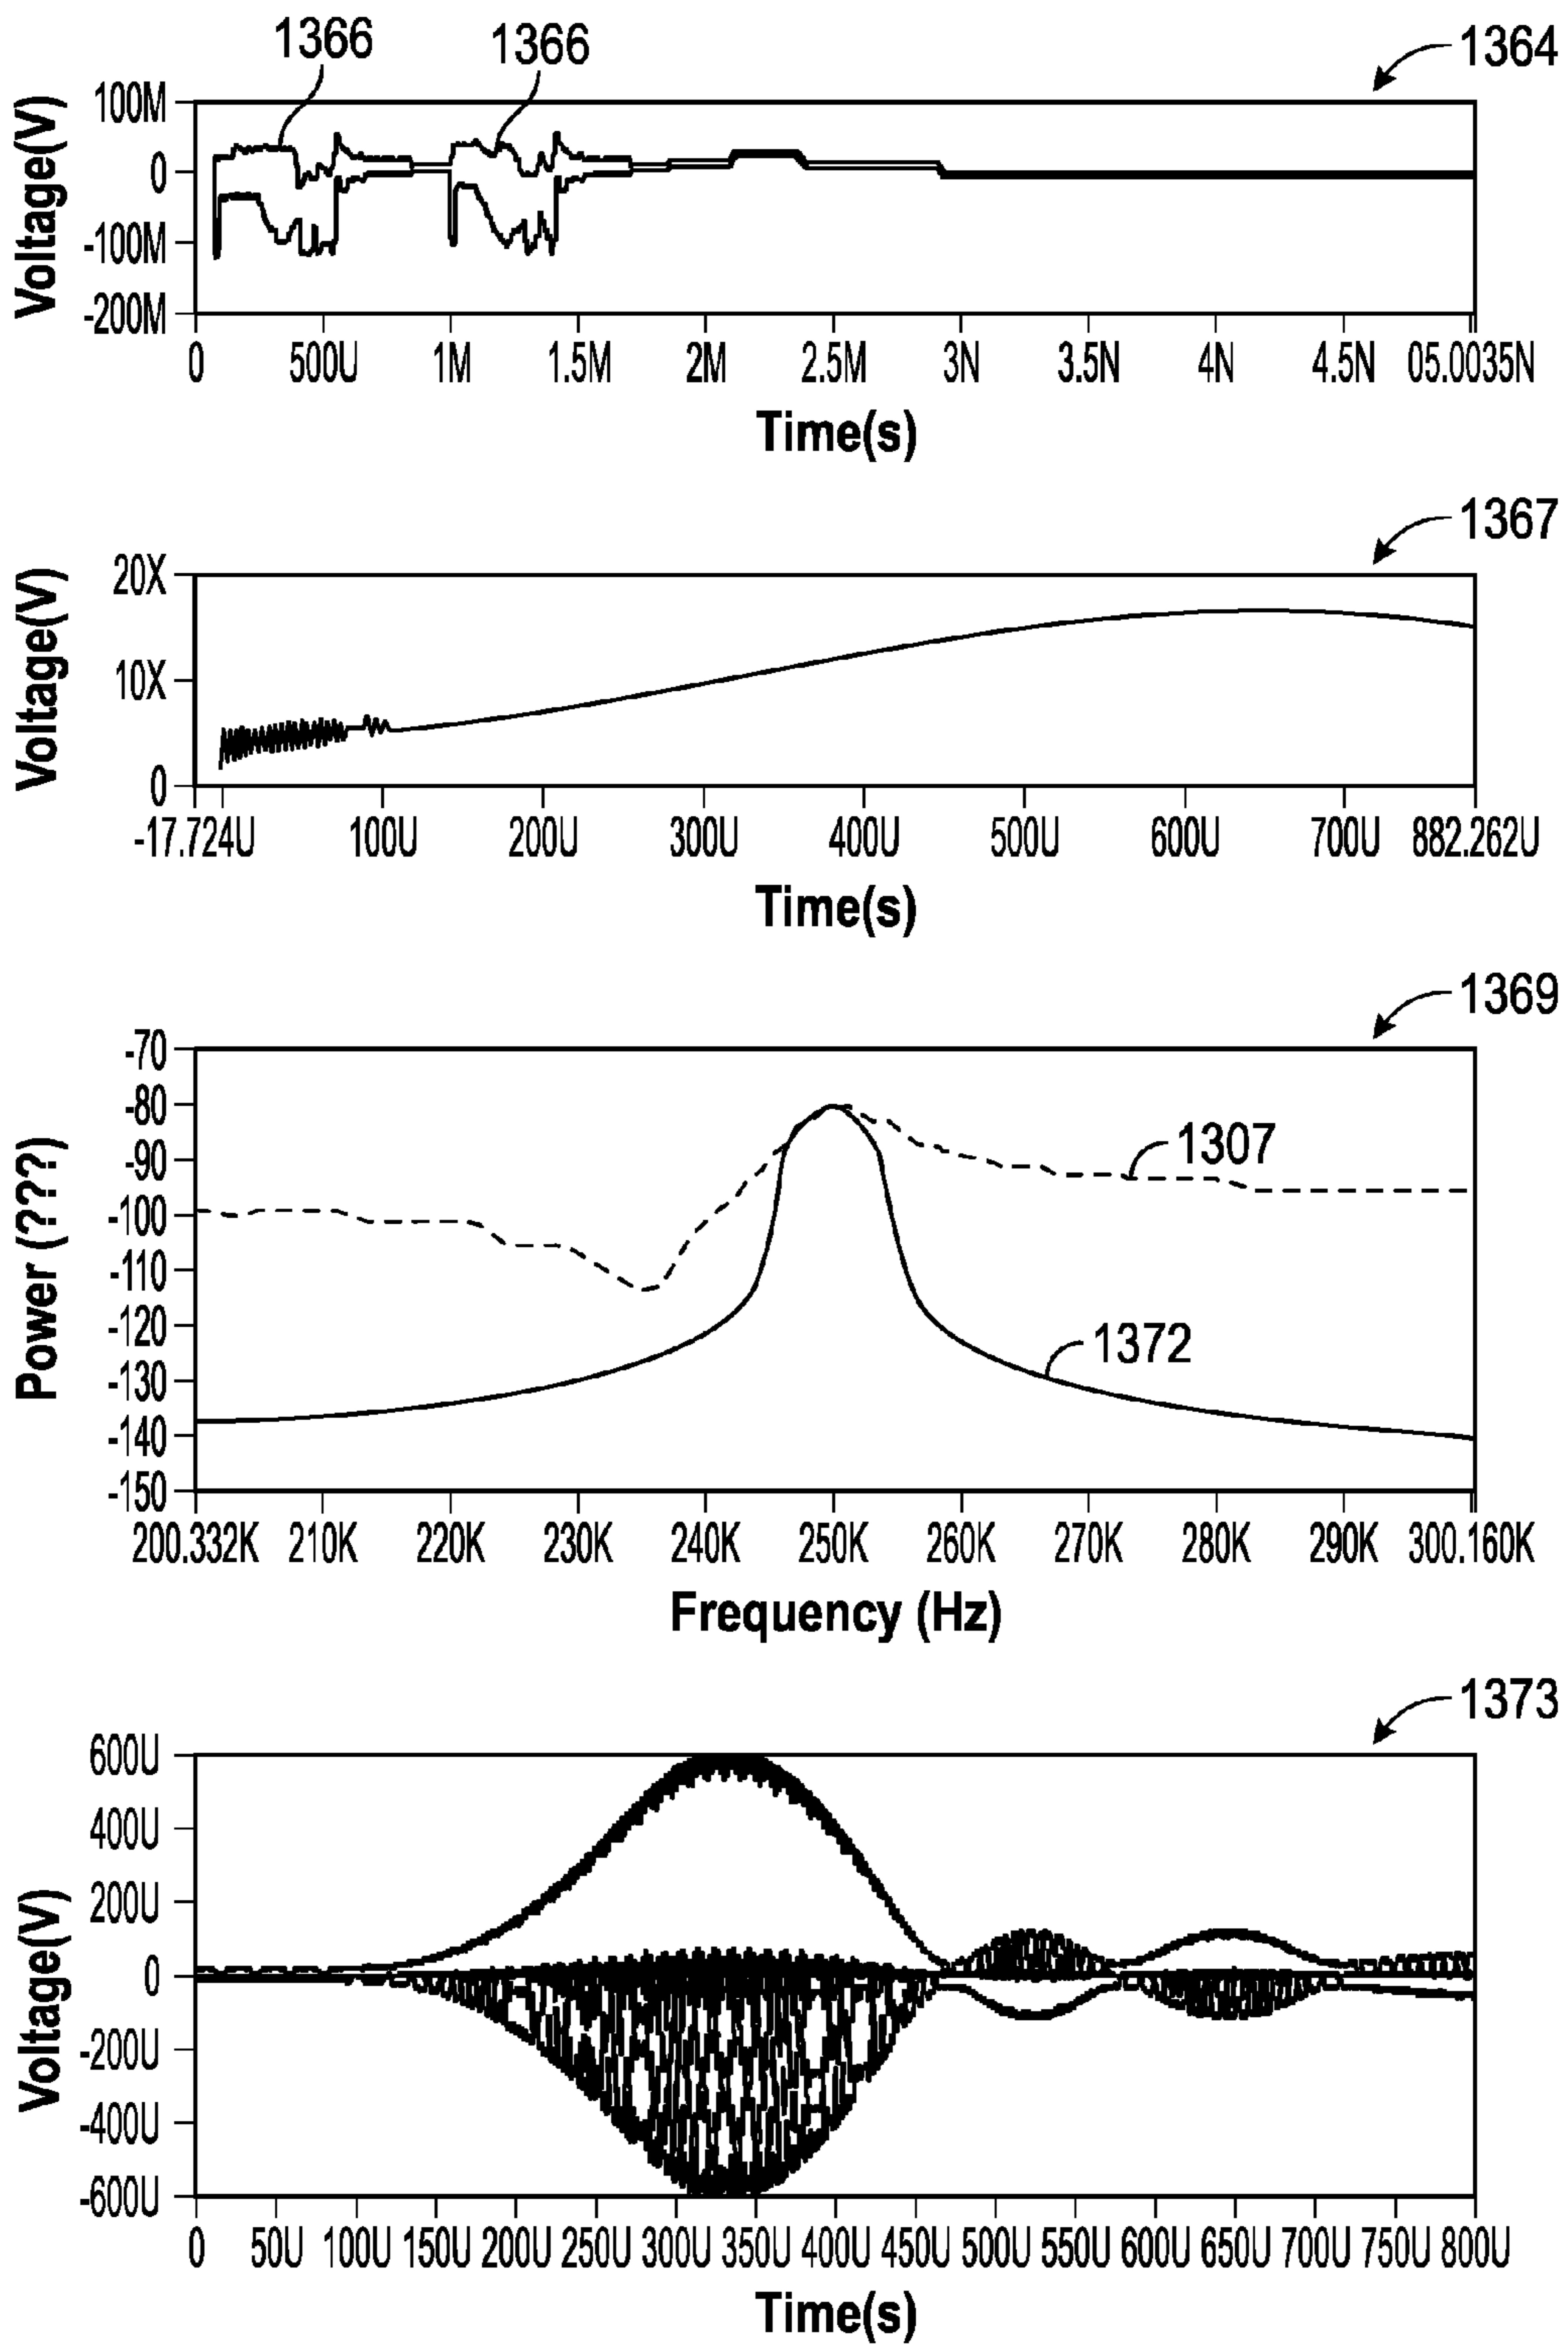 1366 1366 1364
Voltage(V)
100M
0
-100M
-200M
0 500U 1M 1.5M 2M 2.5M 3N 3.5N 4N 4.5N 05.0035N
Time(s)
1367
Voltage(V)
20X
10X
0
-17.724U 100U 200U 300U 400U 500U 600U 700U 882.262U
Time(s)
1369
Power (???)
-70
-80
-90
-100
-110
-120
-130
-140
-150
1307
1372
200.332K 210K 220K 230K 240K 250K 260K 270K 280K 290K 300.160K
Frequency (Hz)
1373
Voltage(V)
600U
400U
200U
0
-200U
-400U
-600U
0 50U 100U 150U 200U 250U 300U 350U 400U 450U 500U 550U 600U 650U 700U 750U 800U
Time(s)